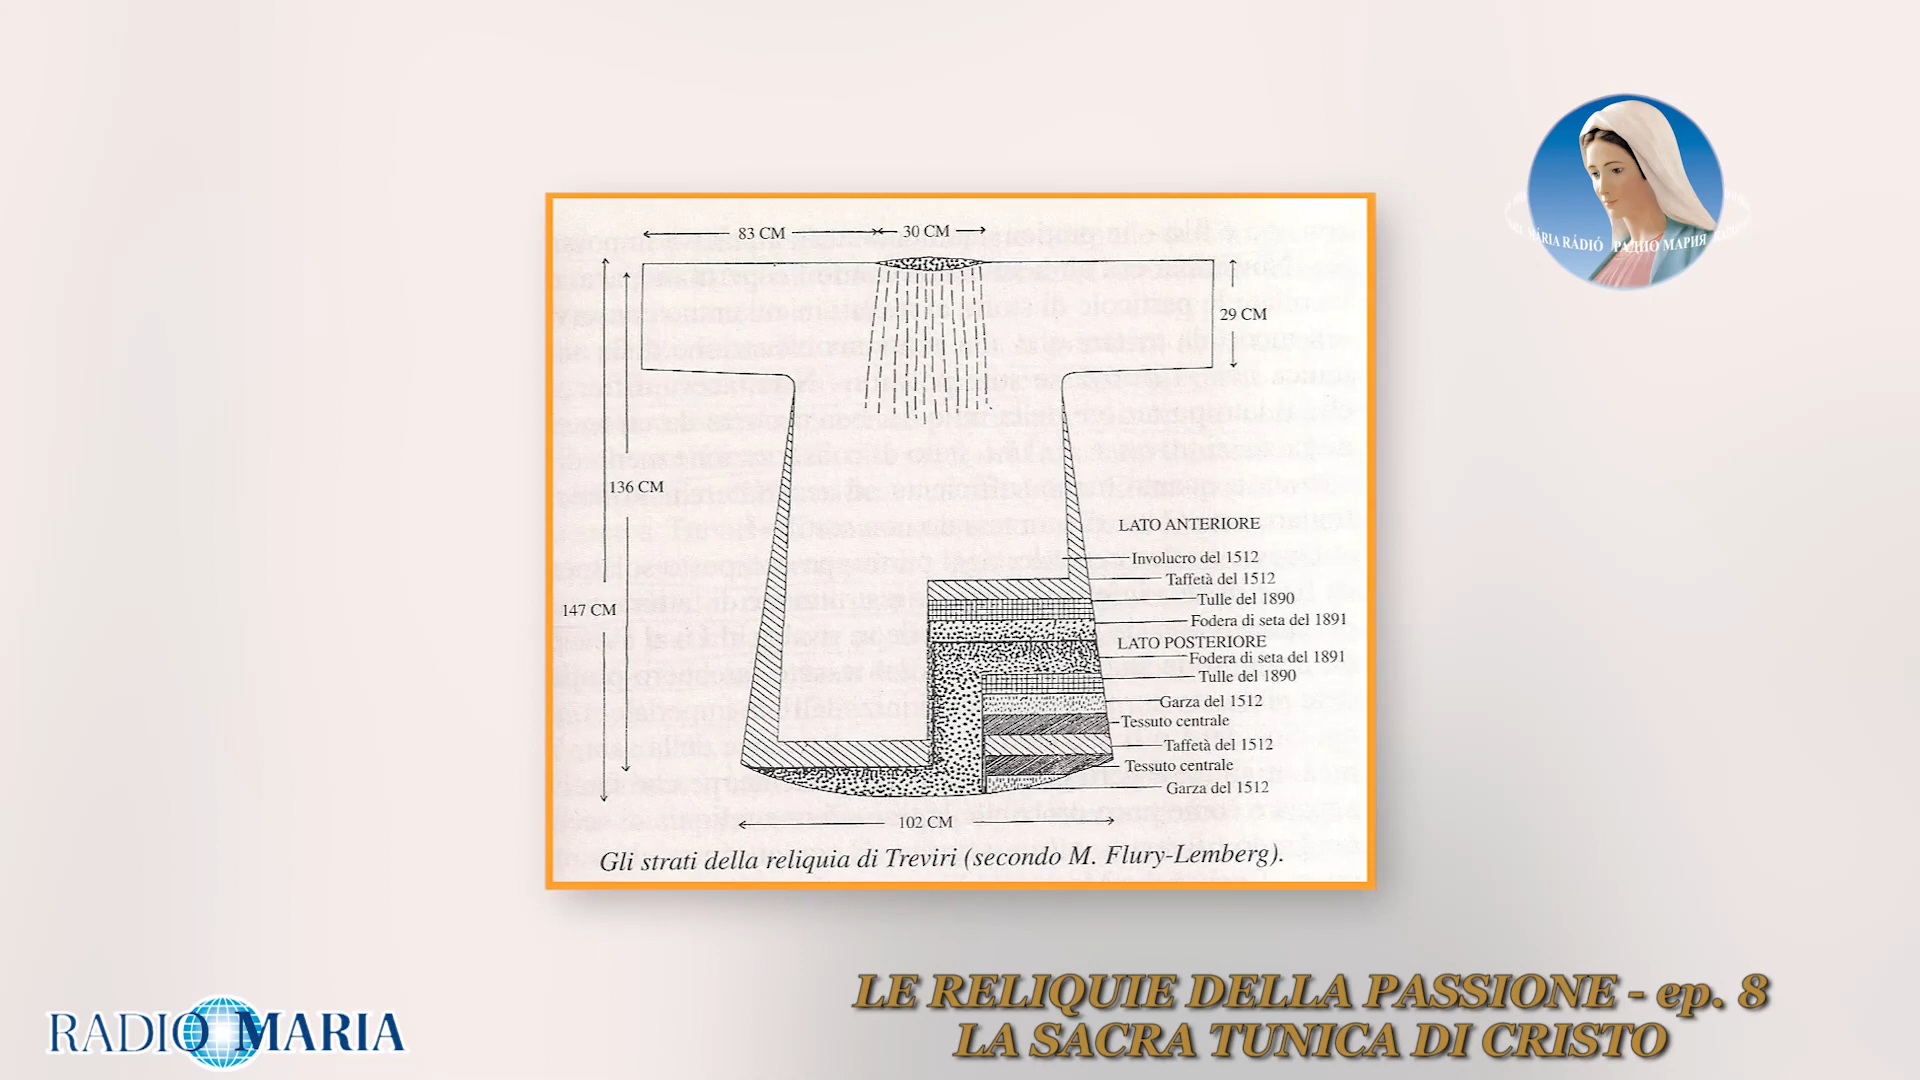 83 CM
30 CM
29 CM
136 CM
147 CM
LATO ANTERIORE
Involucro del 1512
Taffetà del 1512
Tulle del 1890
Fodera di seta del 1891
LATO POSTERIORE
Fodera di seta del 1891
Tulle del 1890
Garza del 1512
Tessuto centrale
Taffetà del 1512
Tessuto centrale
Garza del 1512
102 CM
Gli strati della reliquia di Treviri (secondo M. Flury-Lemberg).
MÁRIA RÁDIÓ РАДИО МАРИЯ
RADIO MARIA
LE RELIQUIE DELLA PASSIONE - ep. 8
LA SACRA TUNICA DI CRISTO